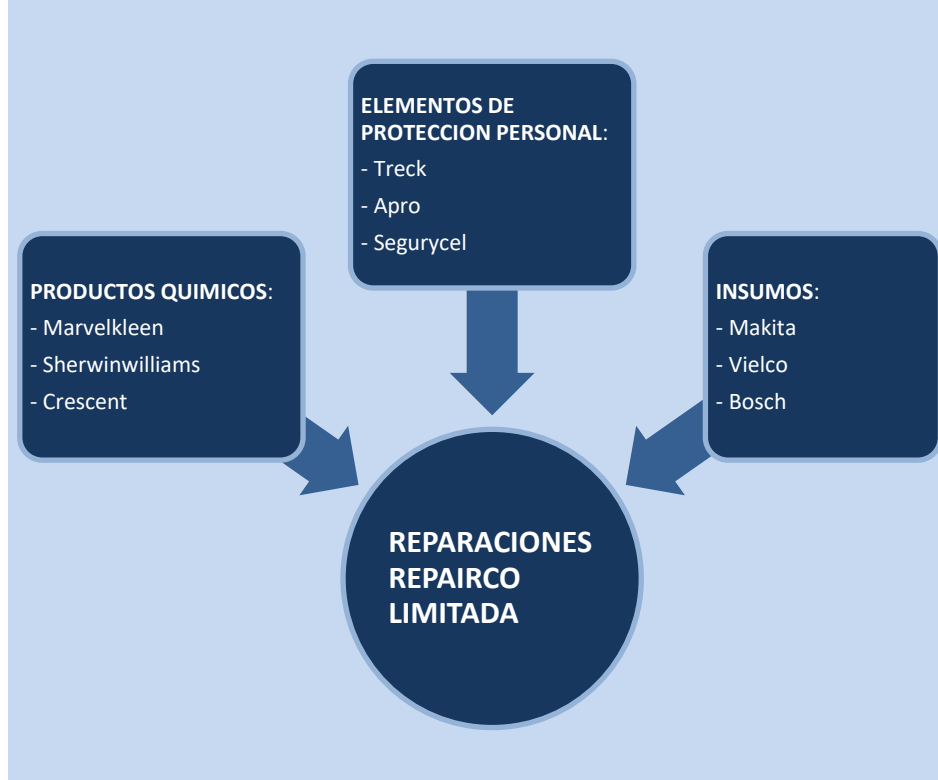 ELEMENTOS DE
PROTECCION PERSONAL:
- Treck
- Apro
- Segurycel
PRODUCTOS QUIMICOS:
- Marvelkleen
- Sherwinwilliams
- Crescent
INSUMOS:
- Makita
- Vielco
- Bosch
REPARACIONES
REPAIRCO
LIMITADA